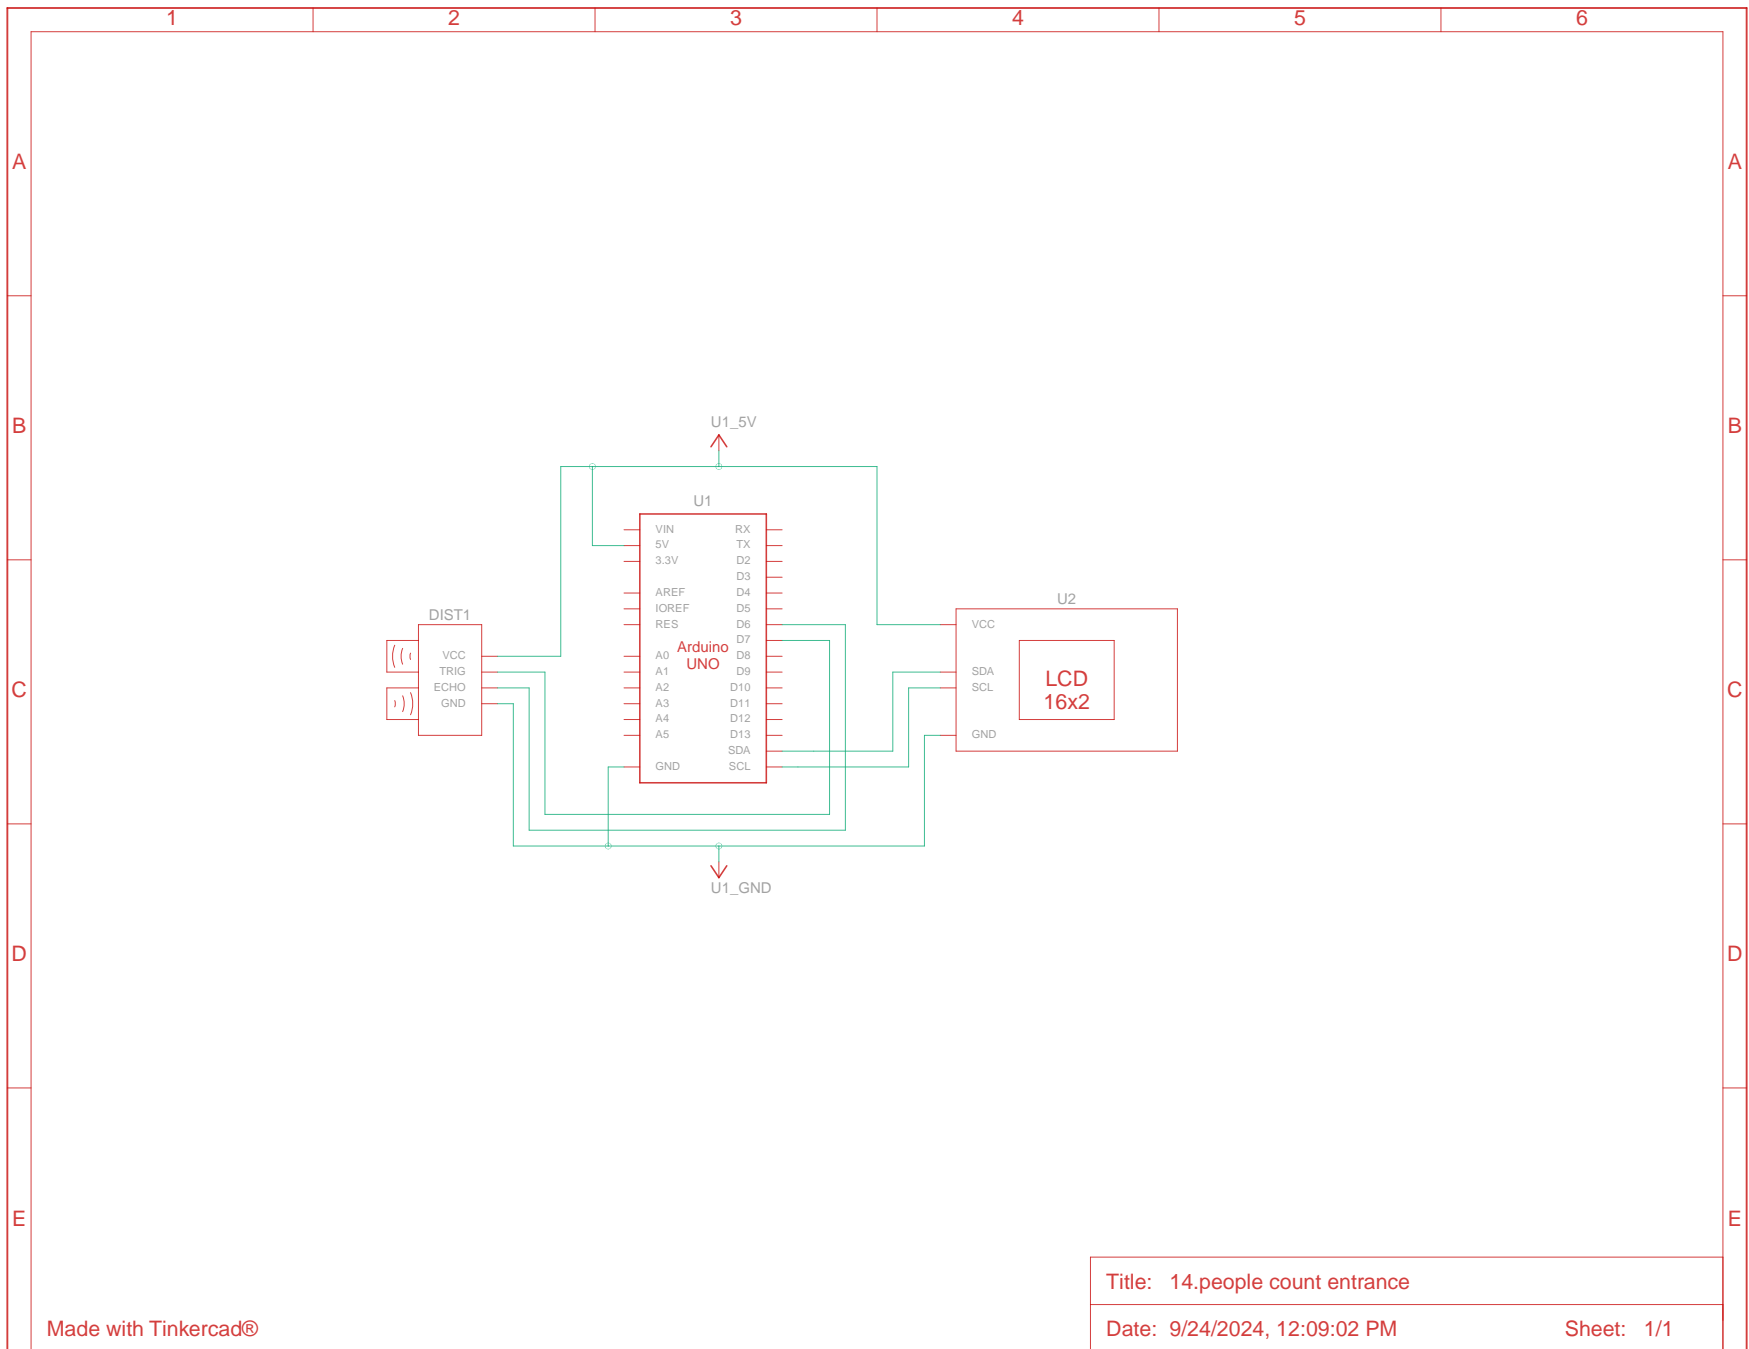 1 2 3 4 5 6
A A
B B
U1_5V
U1
VIN RX
5V TX
3.3V D2
D3
AREF D4
IOREF D5
RES D6
D7
A0 D8
A1 D9
A2 D10
A3 D11
A4 D12
A5 D13
SDA
GND SCL
Arduino
UNO
DIST1
VCC
TRIG
ECHO
GND
U2
VCC
SDA
SCL
GND
LCD
16x2
C C
U1_GND
D D
E E
Title: 14.people count entrance
Made with Tinkercad®
Date: 9/24/2024, 12:09:02 PM Sheet: 1/1